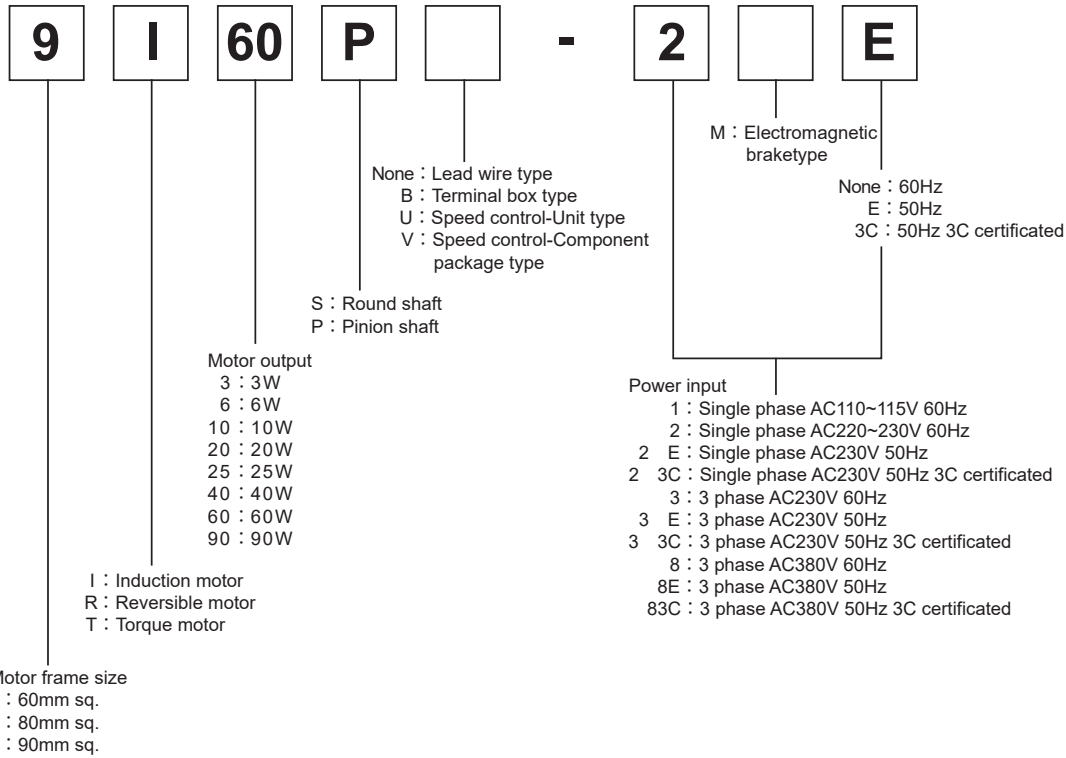 9 I 60 P - 2 E
M：Electromagnetic
braketype
None：Lead wire type
B：Terminal box type
U：Speed control-Unit type
V：Speed control-Component
package type
None：60Hz
E：50Hz
3C：50Hz 3C certificated
S：Round shaft
P：Pinion shaft
Motor output
3：3W
6：6W
10：10W
20：20W
25：25W
40：40W
60：60W
90：90W
Power input
1：Single phase AC110~115V 60Hz
2：Single phase AC220~230V 60Hz
2 E：Single phase AC230V 50Hz
2 3C：Single phase AC230V 50Hz 3C certificated
3：3 phase AC230V 60Hz
3 E：3 phase AC230V 50Hz
3 3C：3 phase AC230V 50Hz 3C certificated
8：3 phase AC380V 60Hz
8E：3 phase AC380V 50Hz
83C：3 phase AC380V 50Hz 3C certificated
I：Induction motor
R：Reversible motor
T：Torque motor
Motor frame size
：60mm sq.
：80mm sq.
：90mm sq.